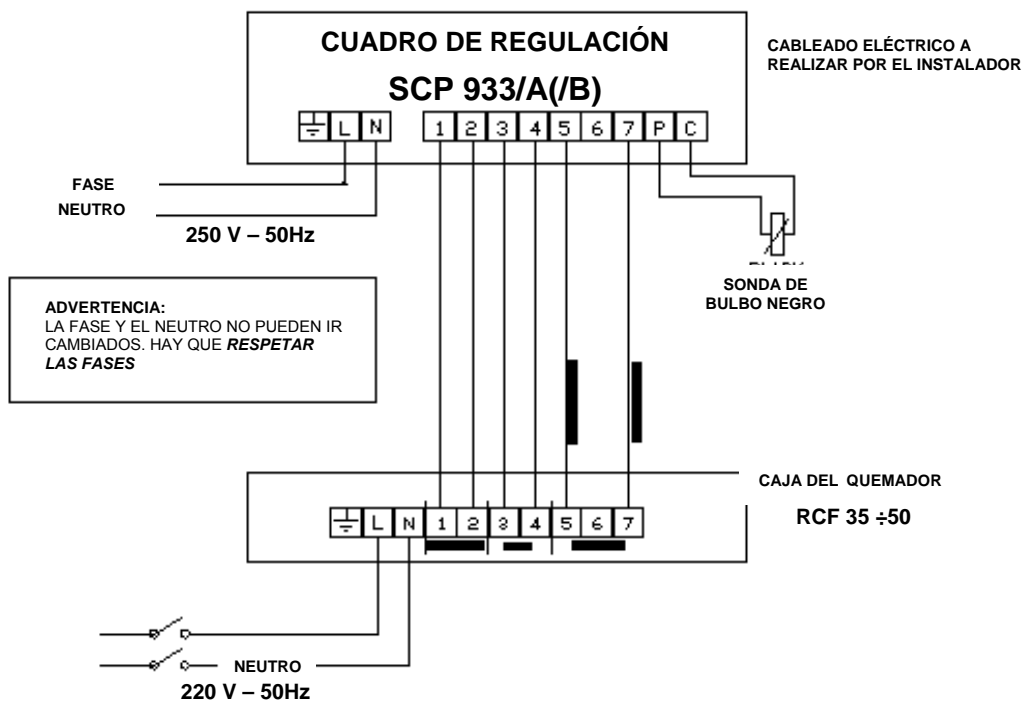 CUADRO DE REGULACIÓN
SCP 933/A(/B)
CABLEADO ELÉCTRICO A
REALIZAR POR EL INSTALADOR
L N 1 2 3 4 5 6 7 P C
FASE
NEUTRO
250 V – 50Hz
SONDA DE
BULBO NEGRO
ADVERTENCIA:
LA FASE Y EL NEUTRO NO PUEDEN IR
CAMBIADOS. HAY QUE RESPETAR
LAS FASES
CAJA DEL QUEMADOR
RCF 35 ÷50
L N 1 2 3 4 5 6 7
NEUTRO
220 V – 50Hz